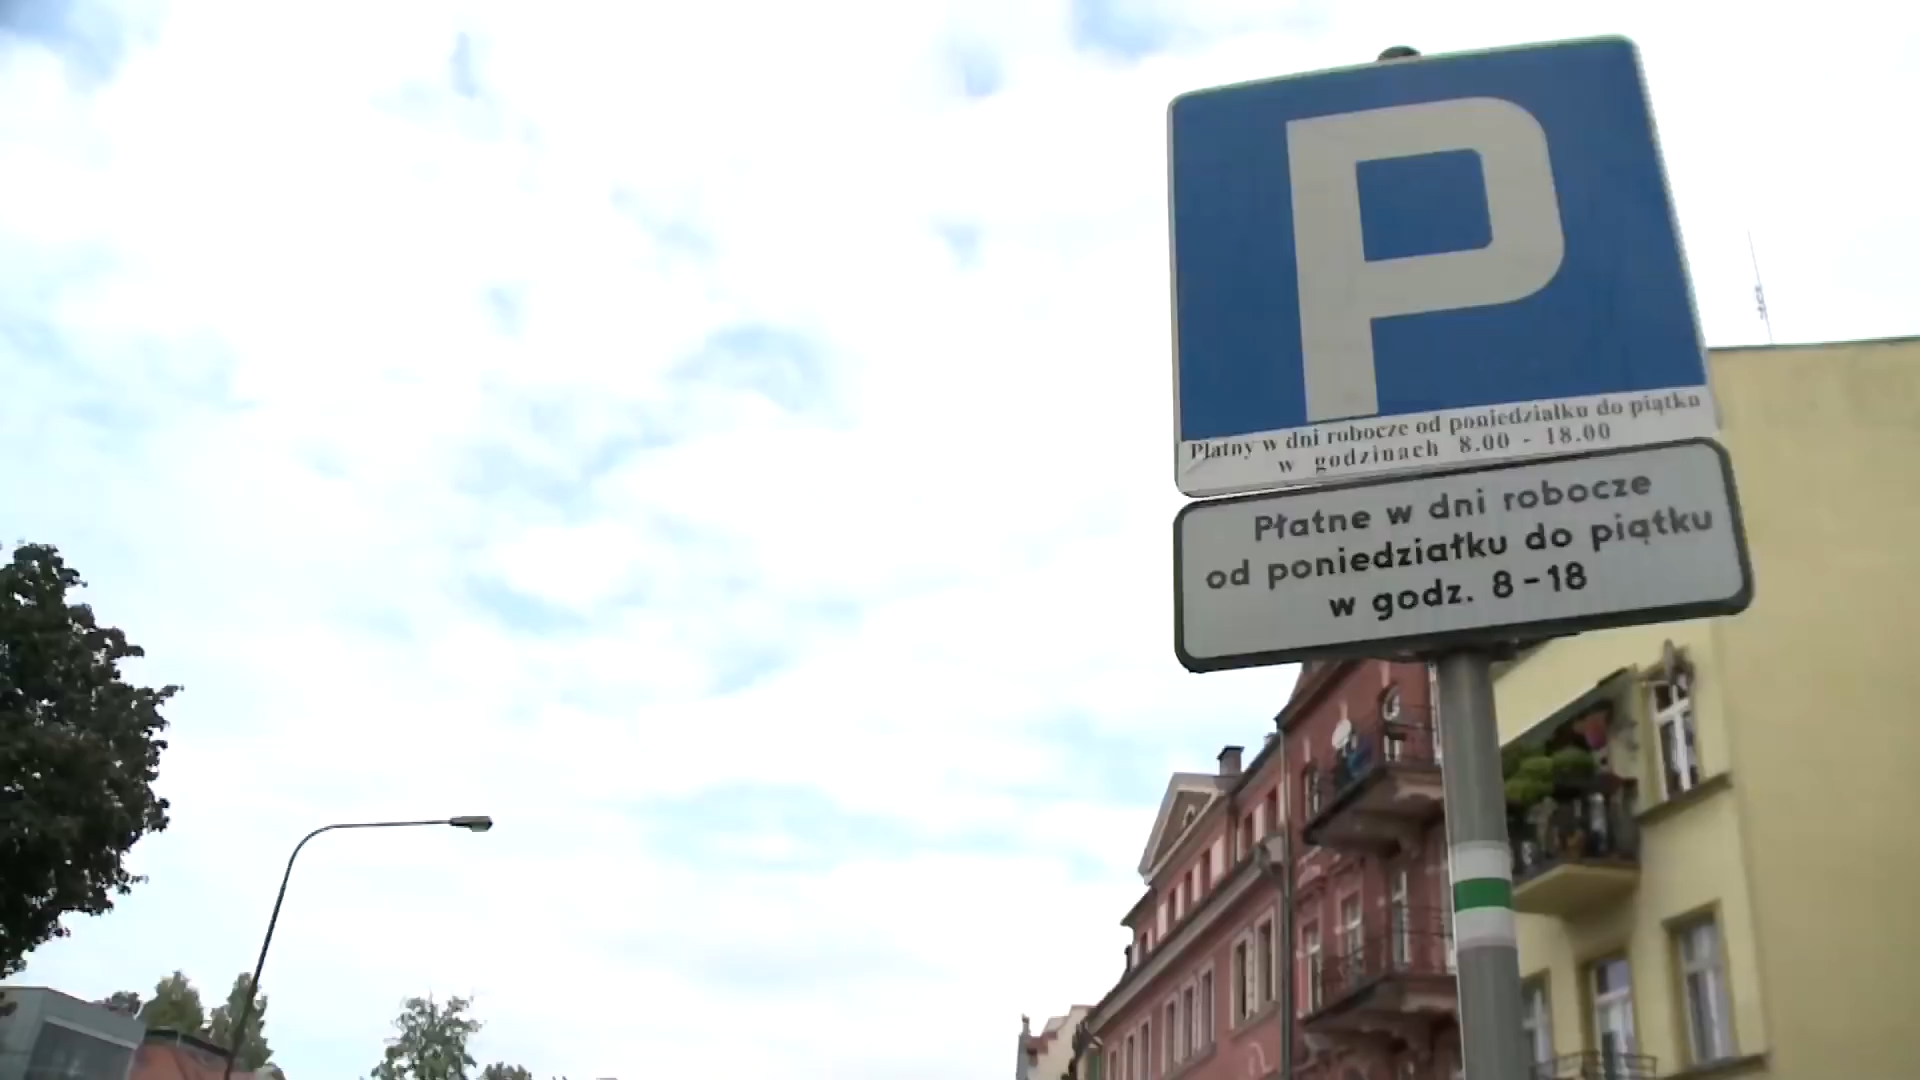 P
Płatny w dni robocze od poniedziałku do piątku
w godzinach 8.00 - 18.00
Płatne w dni robocze
od poniedziałku do piątku
w godz. 8-18